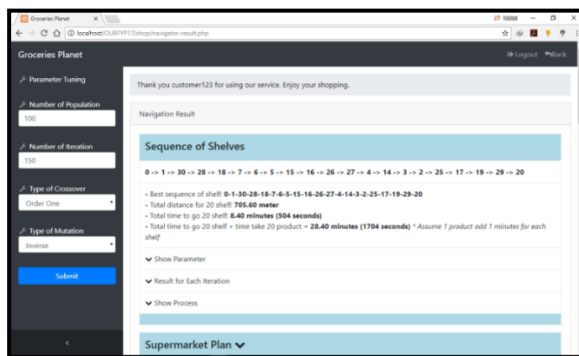 Groceries Planet
localhost/OURFYP17/shop/navigator-result.php
Groceries Planet
Logout
Back
Parameter Tuning
Number of Population
100
Number of Iteration
150
Type of Crossover
Order One
Type of Mutation
Inverse
Submit
Thank you customer123 for using our service. Enjoy your shopping.
Navigation Result
Sequence of Shelves
0 -> 1 -> 30 -> 28 -> 18 -> 7 -> 6 -> 5 -> 15 -> 16 -> 26 -> 27 -> 4 -> 14 -> 3 -> 2 -> 25 -> 17 -> 19 -> 29 -> 20
- Best sequence of shelf: 0-1-30-28-18-7-6-5-15-16-26-27-4-14-3-2-25-17-19-29-20
- Total distance for 20 shelf: 705.60 meter
- Total time to go 20 shelf: 8.40 minutes (504 seconds)
- Total time to go 20 shelf + time take 20 product = 28.40 minutes (1704 seconds) * Assume 1 product add 1 minutes for each
shelf
Show Parameter
Result for Each Iteration
Show Process
Supermarket Plan